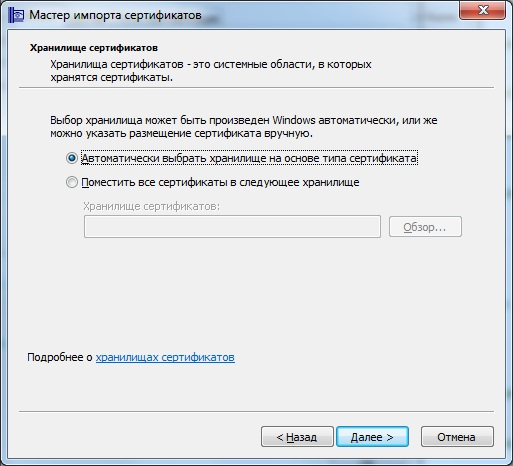 Мастер импорта сертификатов
Хранилище сертификатов
Хранилища сертификатов - это системные области, в которых
хранятся сертификаты.
Выбор хранилища может быть произведен Windows автоматически, или же
можно указать размещение сертификата вручную.
Автоматически выбрать хранилище на основе типа сертификата
Поместить все сертификаты в следующее хранилище
Хранилище сертификатов:
Обзор...
Подробнее о хранилищах сертификатов
< Назад
Далее >
Отмена